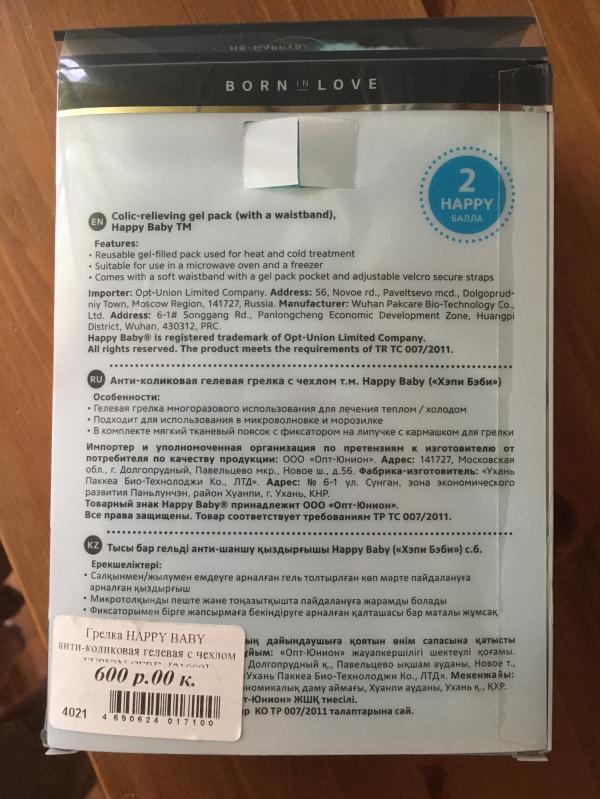 BORN IN LOVE
2
HAPPY
БАЛЛА
EN Colic-relieving gel pack (with a waistband),
Happy Baby TM
Features:
• Reusable gel-filled pack used for heat and cold treatment
• Suitable for use in a microwave oven and a freezer
• Comes with a soft waistband with a gel pack pocket and adjustable velcro secure straps
Importer: Opt-Union Limited Company. Address: 56, Novoe rd., Paveltsevo mcd., Dolgoprud-
niy Town, Moscow Region, 141727, Russia. Manufacturer: Wuhan Pakcare Bio-Technology Co.,
Ltd. Address: 6-1# Songgang Rd., Panlongcheng Economic Development Zone, Huangpi
District, Wuhan, 430312, PRC.
Happy Baby® is registered trademark of Opt-Union Limited Company.
All rights reserved. The product meets the requirements of TR TC 007/2011.
RU Анти-коликовая гелевая грелка с чехлом т.м. Happy Baby («Хэпи Бэби»)
Особенности:
• Гелевая грелка многоразового использования для лечения теплом / холодом
• Подходит для использования в микроволновке и морозилке
• В комплекте мягкий тканевый поясок с фиксатором на липучке с кармашком для грелки
Импортер и уполномоченная организация по претензиям к изготовителю от
потребителя по качеству продукции: ООО «Опт-Юнион». Адрес: 141727, Московская
обл., г. Долгопрудный, Павельцево мкр., Новое ш., д.56. Фабрика-изготовитель: «Ухань
Паккеа Био-Технолоджи Ко., ЛТД». Адрес: № 6-1 ул. Сунган, зона экономического
развития Паньлунчэн, район Хуанпи, г. Ухань, КНР.
Товарный знак Happy Baby® принадлежит ООО «Опт-Юнион».
Все права защищены. Товар соответствует требованиям ТР ТС 007/2011.
KZ Тысы бар гельді анти-шаншу қыздырғышы Happy Baby («Хэпи Бэби») с.б.
Ерекшеліктері:
• Салқынмен/жылумен емдеуге арналған гель толтырылған көп мәрте пайдалануға
арналған қыздырғыш
• Микротолқынды пеште және тоңазытқышта пайдалануға жарамды болады
• Фиксаторымен бірге жапсырмаға бекіндіруге арналған қалташасы бар маталы жұмсақ
дайындаушыға қоятын өнім сапасына қатысты
«Опт-Юнион» жауапкершілігі шектеулі қоғамы.
Долгопрудный қ., Павельцево ықшам ауданы, Новое т.,
«Ухань Паккеа Био-Технолоджи Ко., ЛТД». Мекенжайы:
даму аймағы, Хуанпи ауданы, Ухань қ., ҚХР.
ЖШҚ тиесілі.
КО ТР 007/2011 талаптарына сай.
Грелка HAPPY BABY
анти-коликовая гелевая с чехлом
600 р.00 к.
4021
4 690624 017100